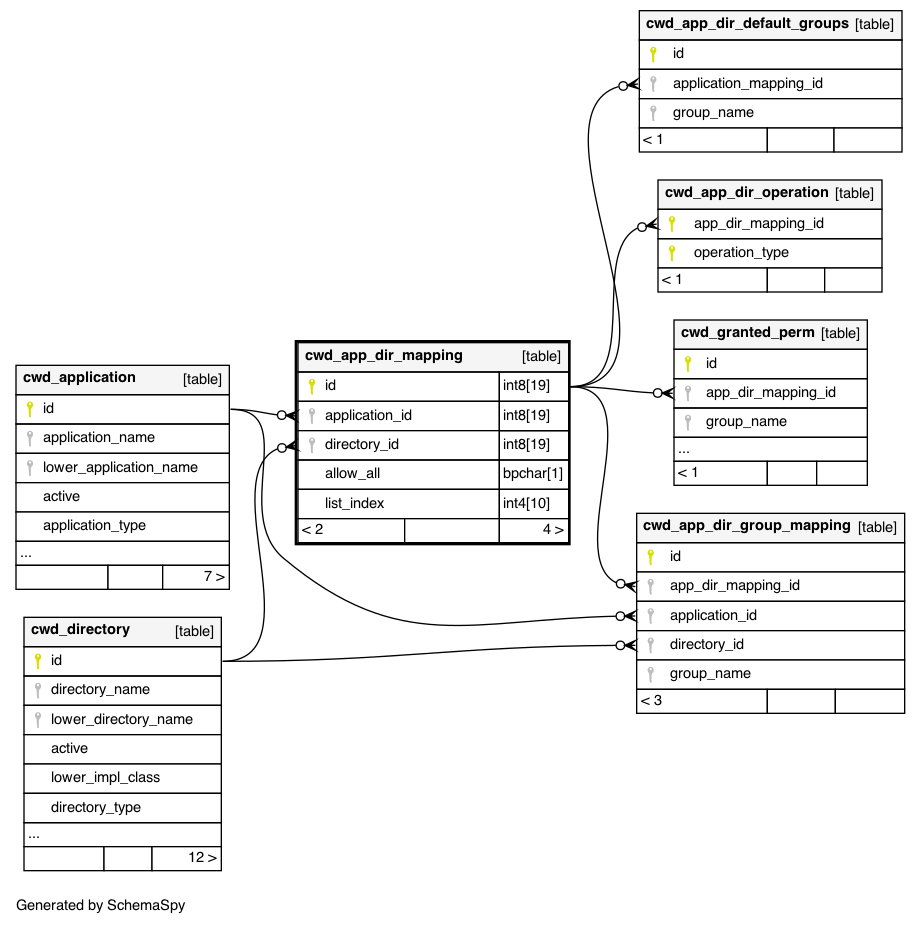 cwd_app_dir_default_groups [table]
id
application_mapping_id
group_name
< 1
cwd_app_dir_operation [table]
app_dir_mapping_id
operation_type
< 1
cwd_granted_perm [table]
id
app_dir_mapping_id
group_name
...
< 1
cwd_app_dir_mapping [table]
id int8[19]
application_id int8[19]
directory_id int8[19]
allow_all bpchar[1]
list_index int4[10]
< 2 4 >
cwd_application [table]
id
application_name
lower_application_name
active
application_type
...
7 >
cwd_app_dir_group_mapping [table]
id
app_dir_mapping_id
application_id
directory_id
group_name
< 3
cwd_directory [table]
id
directory_name
lower_directory_name
active
lower_impl_class
directory_type
...
12 >
Generated by SchemaSpy